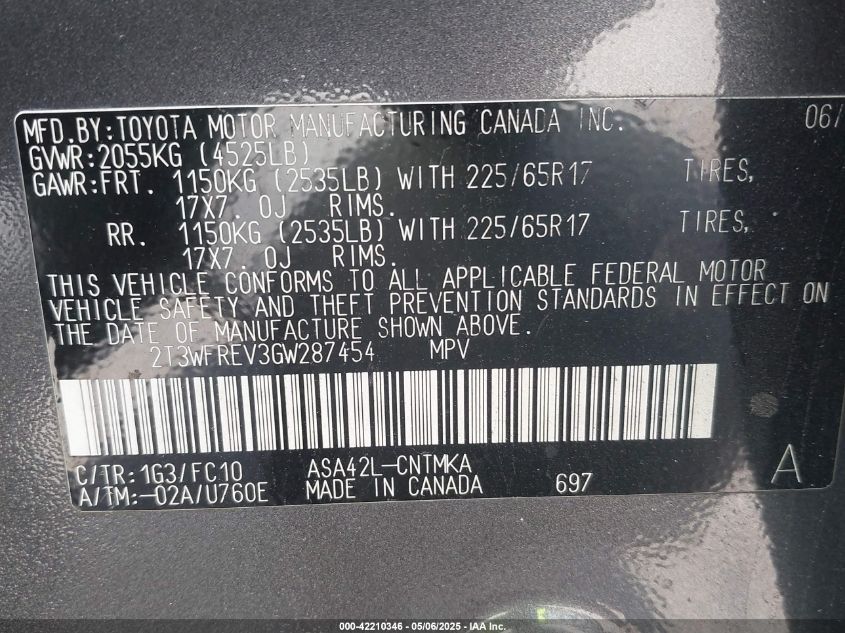 MFD.BY:TOYOTA MOTOR MANUFACTURING CANADA INC. 06/
GVWR:2055KG (4525LB)
GAWR:FRT. 1150KG (2535LB) WITH 225/65R17 TIRES,
17X7.0J RIMS.
RR. 1150KG (2535LB) WITH 225/65R17 TIRES,
17X7.0J RIMS.
THIS VEHICLE CONFORMS TO ALL APPLICABLE FEDERAL MOTOR
VEHICLE SAFETY AND THEFT PREVENTION STANDARDS IN EFFECT ON
THE DATE OF MANUFACTURE SHOWN ABOVE.
2T3WFREV3GW287454 MPV
C/TR:1G3/FC10 ASA42L-CNTMKA A
A/TM:-02A/U760E MADE IN CANADA 697
000-42210346 - 05/06/2025 - IAA Inc.